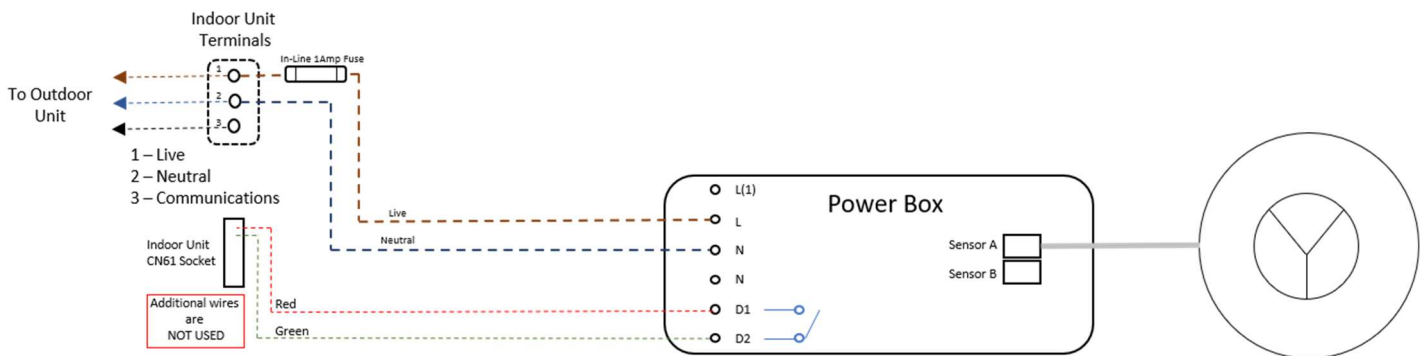 Indoor Unit
Terminals
In-Line 1Amp Fuse
1
To Outdoor
Unit
2
3
1 – Live
2 – Neutral
3 – Communications
L(1)
Power Box
Live
L
Neutral
N
Sensor A
Indoor Unit
CN61 Socket
N
Sensor B
Additional wires
are
NOT USED
Red
D1
Green
D2